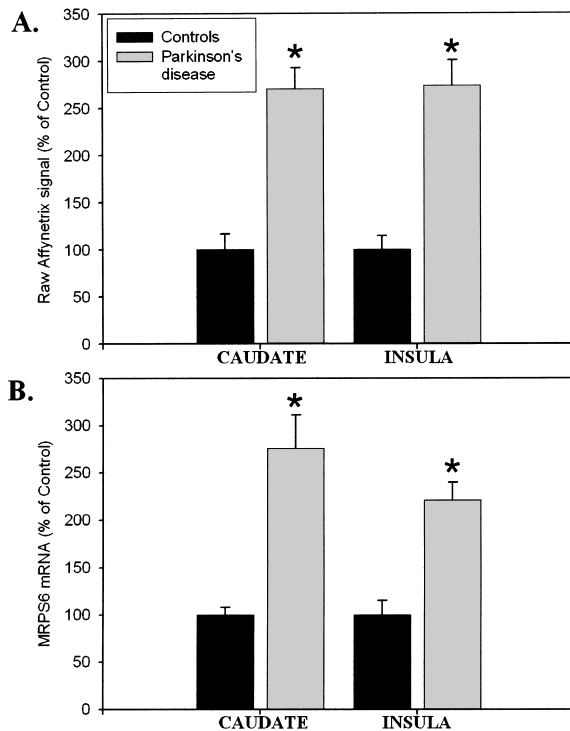 A.
Controls
Parkinson's
disease
Raw Affynetrix signal (% of Control)
350
300
250
200
150
100
50
0
*
*
CAUDATE
INSULA
B.
MRPS6 mRNA (% of Control)
350
300
250
200
150
100
50
0
*
*
CAUDATE
INSULA